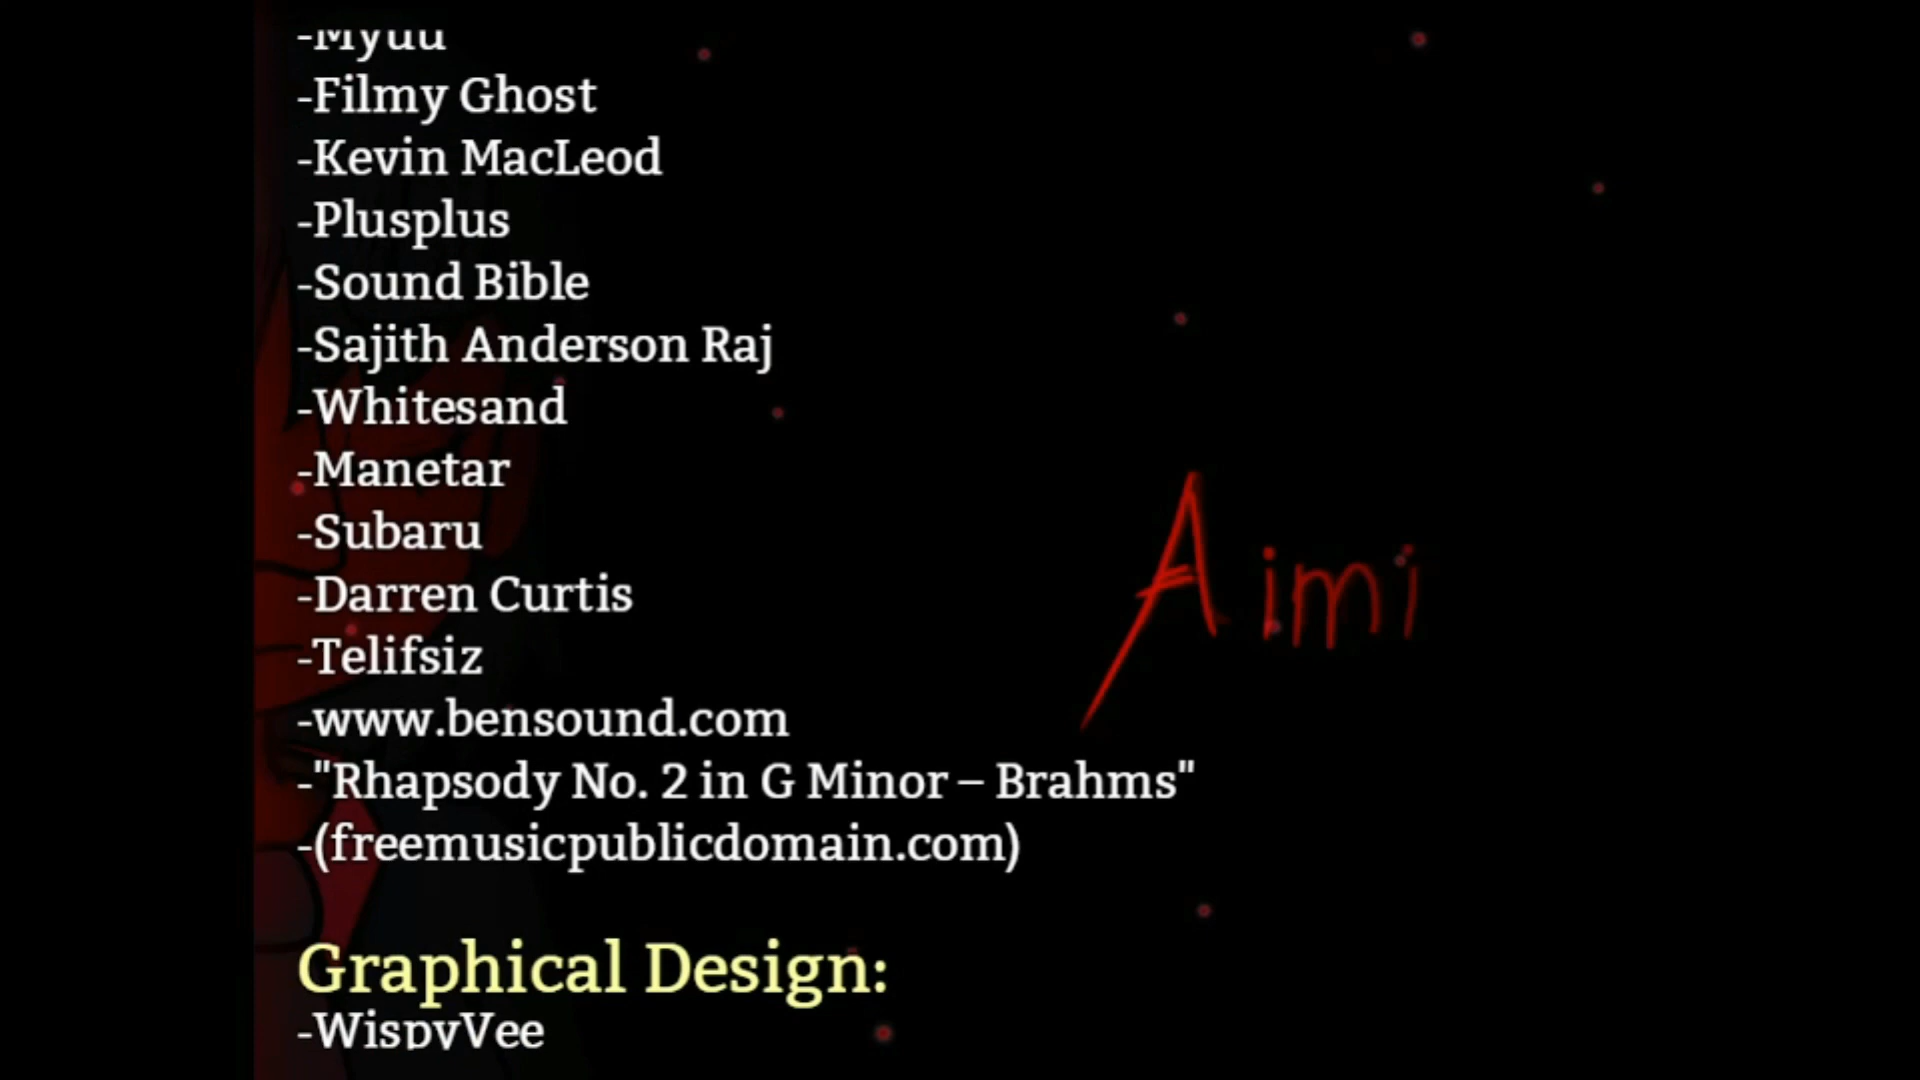 -Myuu
-Filmy Ghost
-Kevin MacLeod
-Plusplus
-Sound Bible
-Sajith Anderson Raj
-Whitesand
-Manetar
-Subaru
-Darren Curtis
-Telifsiz
-www.bensound.com
-"Rhapsody No. 2 in G Minor – Brahms"
-(freemusicpublicdomain.com)
Graphical Design:
-WispyVee
Aimi